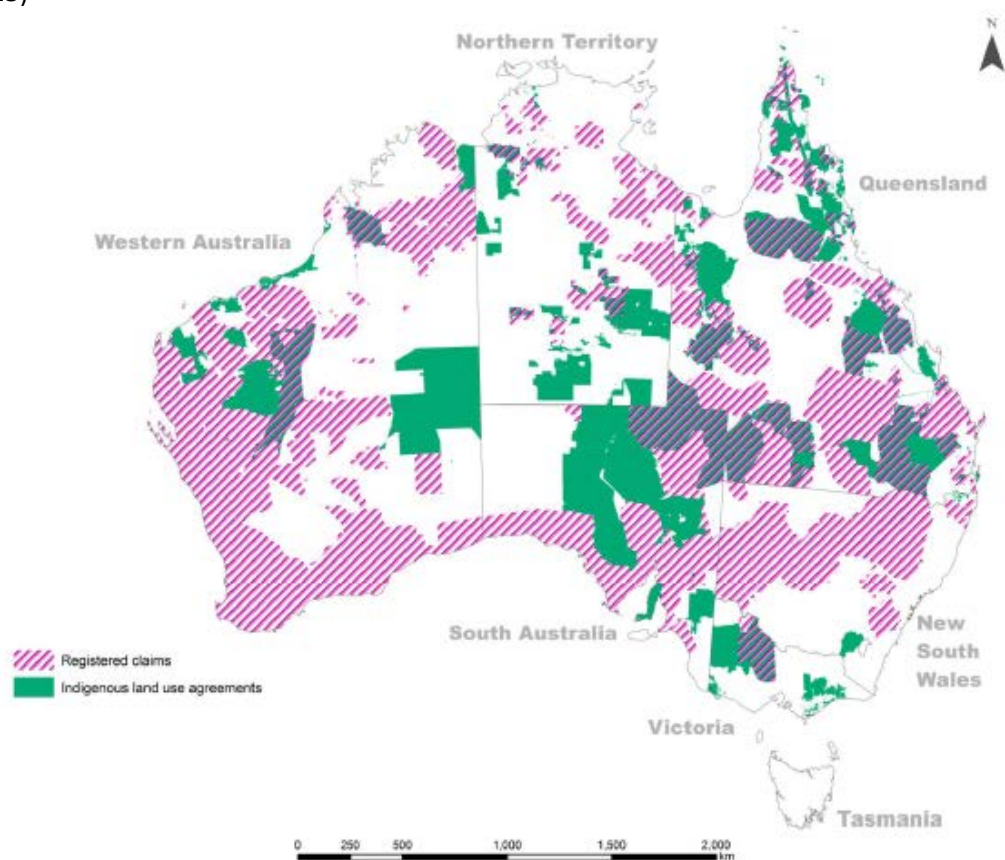 N
Northern Territory
Queensland
Western Australia
South Australia
New
South
Wales
Registered claims
Indigenous land use agreements
Victoria
Tasmania
0 250 500 1,000 1,500 2,000
km